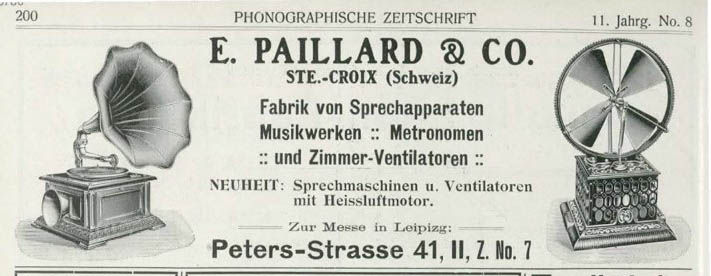 200 PHONOGRAPHISCHE ZEITSCHRIFT 11. Jahrg. No. 8
E. PAILLARD & CO.
STE.-CROIX (Schweiz)
Fabrik von Sprechapparaten
Musikwerken :: Metronomen
:: und Zimmer-Ventilatoren ::
NEUHEIT: Sprechmaschinen u. Ventilatoren
mit Heissluftmotor.
Zur Messe in Leipzig:
Peters-Strasse 41, II, Z. No. 7